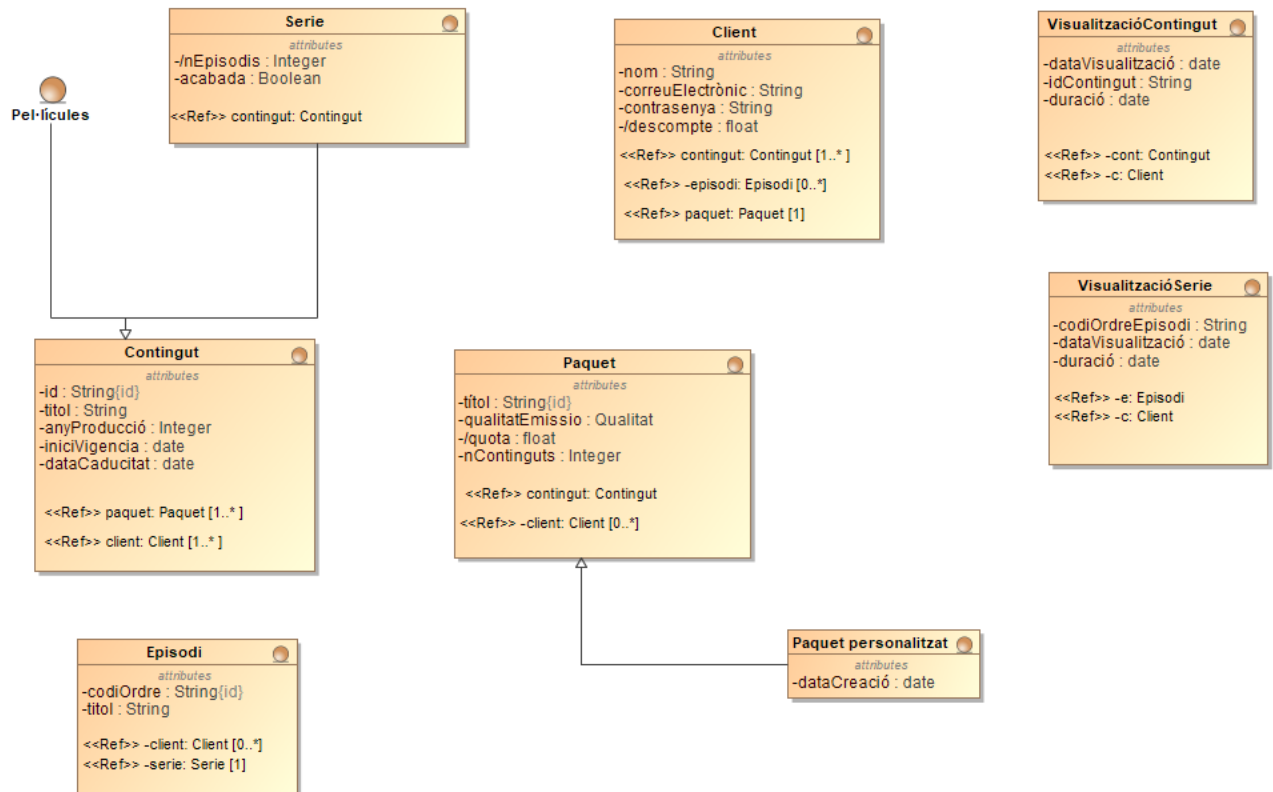 Pel·lícules
Serie
attributes
-/nEpisodis : Integer
-acabada : Boolean
<<Ref>> contingut: Contingut
Client
attributes
-nom : String
-correuElectrònic : String
-contrasenya : String
-/descompte : float
<<Ref>> contingut: Contingut [1..* ]
<<Ref>> -episodi: Episodi [0..*]
<<Ref>> paquet: Paquet [1]
VisualitzacióContingut
attributes
-dataVisualització : date
-idContingut : String
-duració : date
<<Ref>> -cont: Contingut
<<Ref>> -c: Client
VisualitzacióSerie
attributes
-codiOrdreEpisodi : String
-dataVisualització : date
-duració : date
<<Ref>> -e: Episodi
<<Ref>> -c: Client
Contingut
attributes
-id : String{id}
-titol : String
-anyProducció : Integer
-iniciVigencia : date
-dataCaducitat : date
<<Ref>> paquet: Paquet [1..* ]
<<Ref>> client: Client [1..* ]
Paquet
attributes
-títol : String{id}
-qualitatEmissio : Qualitat
-/quota : float
-nContinguts : Integer
<<Ref>> contingut: Contingut
<<Ref>> -client: Client [0..*]
Paquet personalitzat
attributes
-dataCreació : date
Episodi
attributes
-codiOrdre : String{id}
-titol : String
<<Ref>> -client: Client [0..*]
<<Ref>> -serie: Serie [1]